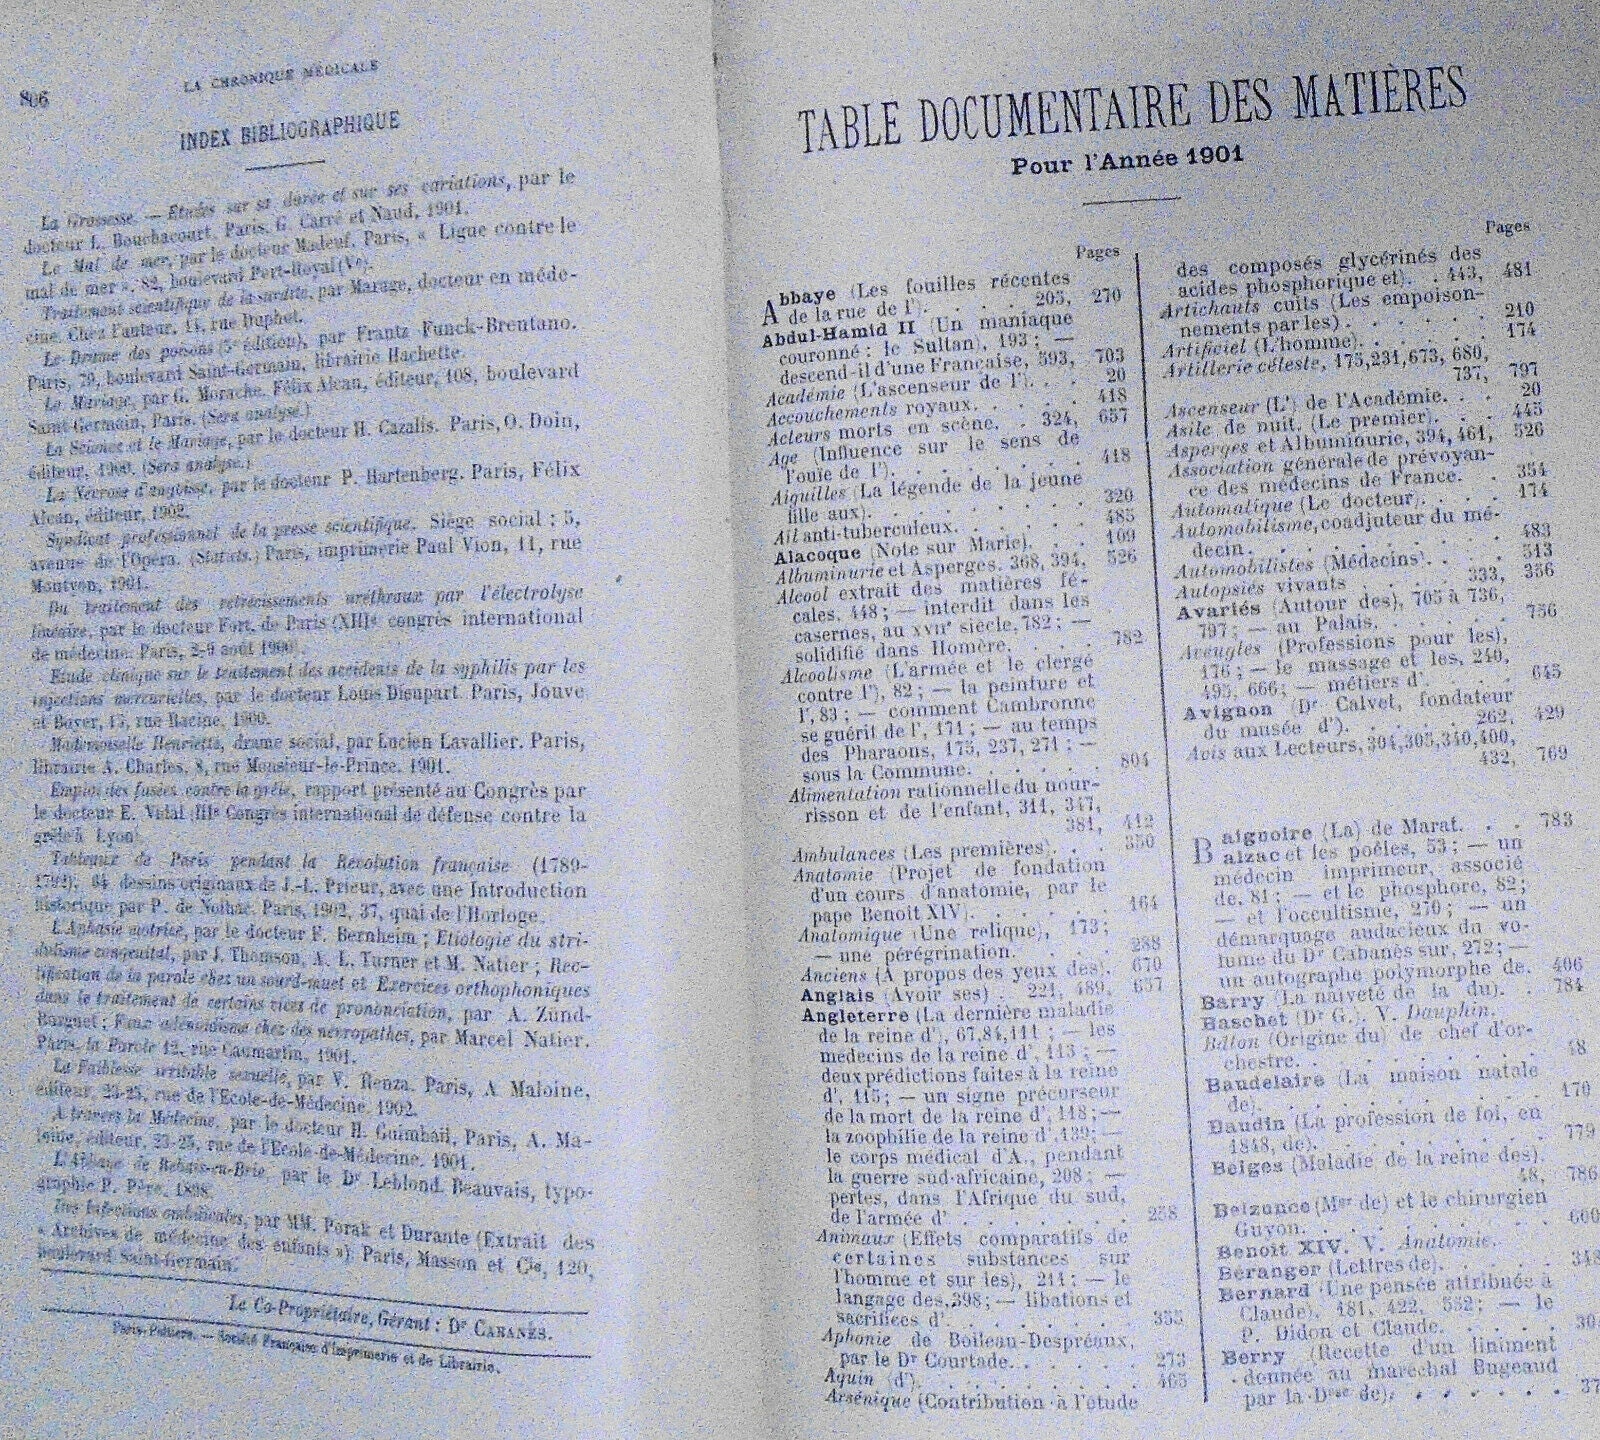 806
LA CHRONIQUE MÉDICALE
INDEX BIBLIOGRAPHIQUE
La Grossesse. — Etudes sur sa durée et sur ses variations, par le
docteur L. Bouchacourt. Paris, G. Carré et Naud, 1901.
Le Mal de mer, par le docteur Madeuf. Paris, « Ligue contre le
mal de mer », 82, boulevard Port-Royal (Ve).
Traitement scientifique de la surdité, par Marage, docteur en méde-
cine. Chez l'auteur, 14, rue Duphot.
Le Drame des poisons (5e édition), par Frantz Funck-Brentano.
Paris, 79, boulevard Saint-Germain, librairie Hachette.
Le Mariage, par G. Morache. Félix Alcan, éditeur, 108, boulevard
Saint-Germain, Paris. (Sera analysé.)
La Science et le Mariage, par le docteur H. Cazalis. Paris, O. Doin,
éditeur, 1900. (Sera analysé.)
La Névrose d'angoisse, par le docteur P. Hartenberg. Paris, Félix
Alcan, éditeur, 1902.
Syndicat professionnel de la presse scientifique. Siège social : 5,
avenue de l'Opéra. (Statuts.) Paris, imprimerie Paul Vion, 11, rue
Montyon, 1901.
Du traitement des rétrécissements uréthraux par l'électrolyse
linéaire, par le docteur Fort, de Paris (XIIIe congrès international
de médecine. Paris, 2-9 août 1900).
Etude clinique sur le traitement des accidents de la syphilis par les
injections mercurielles, par le docteur Louis Dieupart. Paris, Jouve
et Boyer, 15, rue Racine, 1900.
Mademoiselle Henriette, drame social, par Lucien Lavallier. Paris,
librairie A. Charles, 8, rue Monsieur-le-Prince, 1901.
Emploi des fusées contre la grêle, rapport présenté au Congrès par
le docteur E. Vidal (IIIe Congrès international de défense contre la
grêle à Lyon).
Tableaux de Paris pendant la Révolution française (1789-
1792). 64 dessins originaux de J.-L. Prieur, avec une Introduction
historique par P. de Nolhac. Paris, 1902, 37, quai de l'Horloge.
L'Aphasie motrice, par le docteur F. Bernheim ; Etiologie du stri-
dulisme congénital, par J. Thomson, A. L. Turner et M. Natier ; Rec-
tification de la parole chez un sourd-muet et Exercices orthophoniques
dans le traitement de certains vices de prononciation, par A. Zünd-
Burguet ; Faux adénoïdisme chez des névropathes, par Marcel Natier.
Paris, la Parole 12, rue Caumartin, 1901.
La Faiblesse irritable sexuelle, par V. Renza. Paris, A Maloine,
éditeur, 23-25, rue de l'Ecole-de-Médecine. 1902.
A travers la Médecine, par le docteur H. Guimbail, Paris, A. Ma-
loine, éditeur, 23-25, rue de l'Ecole-de-Médecine. 1901.
L'Abbaye de Rebais-en-Brie, par le Dr Leblond. Beauvais, typo-
graphie P. Père, 1898.
Des Infections ombilicales, par MM. Porak et Durante (Extrait des
« Archives de médecine des enfants »). Paris, Masson et Cie, 120,
boulevard Saint-Germain.
Le Co-Propriétaire, Gérant : Dr CABANÈS.
Paris-Poitiers. — Société Française d'Imprimerie et de Librairie.
TABLE DOCUMENTAIRE DES MATIÈRES
Pour l'Année 1901
Pages
Abbaye (Les fouilles récentes
de la rue de l'). . . . 205, 270
Abdul-Hamid II (Un maniaque
couronné : le Sultan), 193 ; —
descend-il d'une Française, 593, 703
Académie (L'ascenseur de l'). . . 20
Accouchements royaux. . . . . 418
Acteurs morts en scène. . . 324, 637
Age (Influence sur le sens de
l'ouïe de l'). . . . . . . . . 418
Aiguilles (La légende de la jeune
fille aux). . . . . . . . . . 320
Ail anti-tuberculeux. . . . . . 485
Alacoque (Note sur Marie). . . . 109
Albuminurie et Asperges. 368, 394, 526
Alcool extrait des matières fé-
cales, 448 ; — interdit dans les
casernes, au XVIIe siècle, 782 ; —
solidifié dans Homère. . . . . 782
Alcoolisme (L'armée et le clergé
contre l'), 82 ; — la peinture et
l', 83 ; — comment Cambronne
se guérit de l', 171 ; — au temps
des Pharaons, 175, 237, 271 ; —
sous la Commune. . . . . . . 804
Alimentation rationnelle du nour-
risson et de l'enfant, 311, 347,
381, 412
Ambulances (Les premières). . . 350
Anatomie (Projet de fondation
d'un cours d'anatomie, par le
pape Benoît XIV). . . . . . . 164
Anatomique (Une relique), 173 ;
— une pérégrination. . . . . 288
Anciens (A propos des yeux des). 670
Anglais (Avoir ses) . 221, 489, 637
Angleterre (La dernière maladie
de la reine d'), 67, 84, 111 ; — les
médecins de la reine d', 113 ; —
deux prédictions faites à la reine
d', 115 ; — un signe précurseur
de la mort de la reine d', 118 ; —
la zoophilie de la reine d', 139 ; —
le corps médical d'A., pendant
la guerre sud-africaine, 208 ; —
pertes, dans l'Afrique du sud,
de l'armée d' . . . . . . . . 258
Animaux (Effets comparatifs de
certaines substances sur
l'homme et sur les), 211 ; — le
langage des, 398 ; — libations et
sacrifices d'. . . . . . . . . 355
Aphonie de Boileau-Despréaux,
par le Dr Courtade. . . . . . 273
Aquin (d'). . . . . . . . . . 465
Arsénique (Contribution à l'étude
Pages
des composés glycérinés des
acides phosphorique et). . 443, 481
Artichauts cuits (Les empoison-
nements par les). . . . . . . 210
Artificiel (L'homme). . . . . . 174
Artillerie céleste, 175, 231, 673, 680,
737, 797
Ascenseur (L') de l'Académie. . . 20
Asile de nuit. (Le premier). . . 445
Asperges et Albuminurie, 394, 461, 526
Association générale de prévoyan-
ce des médecins de France. . . 354
Automatique (Le docteur). . . . 174
Automobilisme, coadjuteur du mé-
decin. . . . . . . . . . . . 483
Automobilistes (Médecins). . . . 513
Autopsiés vivants . . . . 333, 356
Avariés (Autour des), 705 à 736,
797 ; — au Palais. . . . . . . 756
Aveugles (Professions pour les),
176 ; — le massage et les, 240,
495, 666 ; — métiers d'. . . . . 645
Avignon (Dr Calvet, fondateur
du musée d'). . . . . . 262, 429
Avis aux Lecteurs, 304, 305, 340, 400,
432, 769
Baignoire (La) de Marat. . . 783
Balzac et les poêles, 53 ; — un
médecin imprimeur, associé
de, 81 ; — et le phosphore, 82 ;
— et l'occultisme, 270 ; — un
démarquage audacieux du vo-
lume du Dr Cabanès sur, 272 ; —
un autographe polymorphe de. 406
Barry (La naïveté de la du). . . 784
Baschet (Dr G.). V. Dauphin.
Bâton (Origine du) de chef d'or-
chestre. . . . . . . . . . . 48
Baudelaire (La maison natale
de). . . . . . . . . . . . . 170
Baudin (La profession de foi, en
1848, de). . . . . . . . . . 779
Belges (Maladie de la reine des).
48, 786
Belzunce (Mgr de) et le chirurgien
Guyon. . . . . . . . . . . 600
Benoît XIV. V. Anatomie.
Béranger (Lettres de). . . . . . 348
Bernard (Une pensée attribuée à
Claude), 181, 422, 552 ; — le
P. Didon et Claude. . . . . .
Berry (Recette d'un liniment
donnée au maréchal Bugeaud
par la Dsse de). . . . . . .